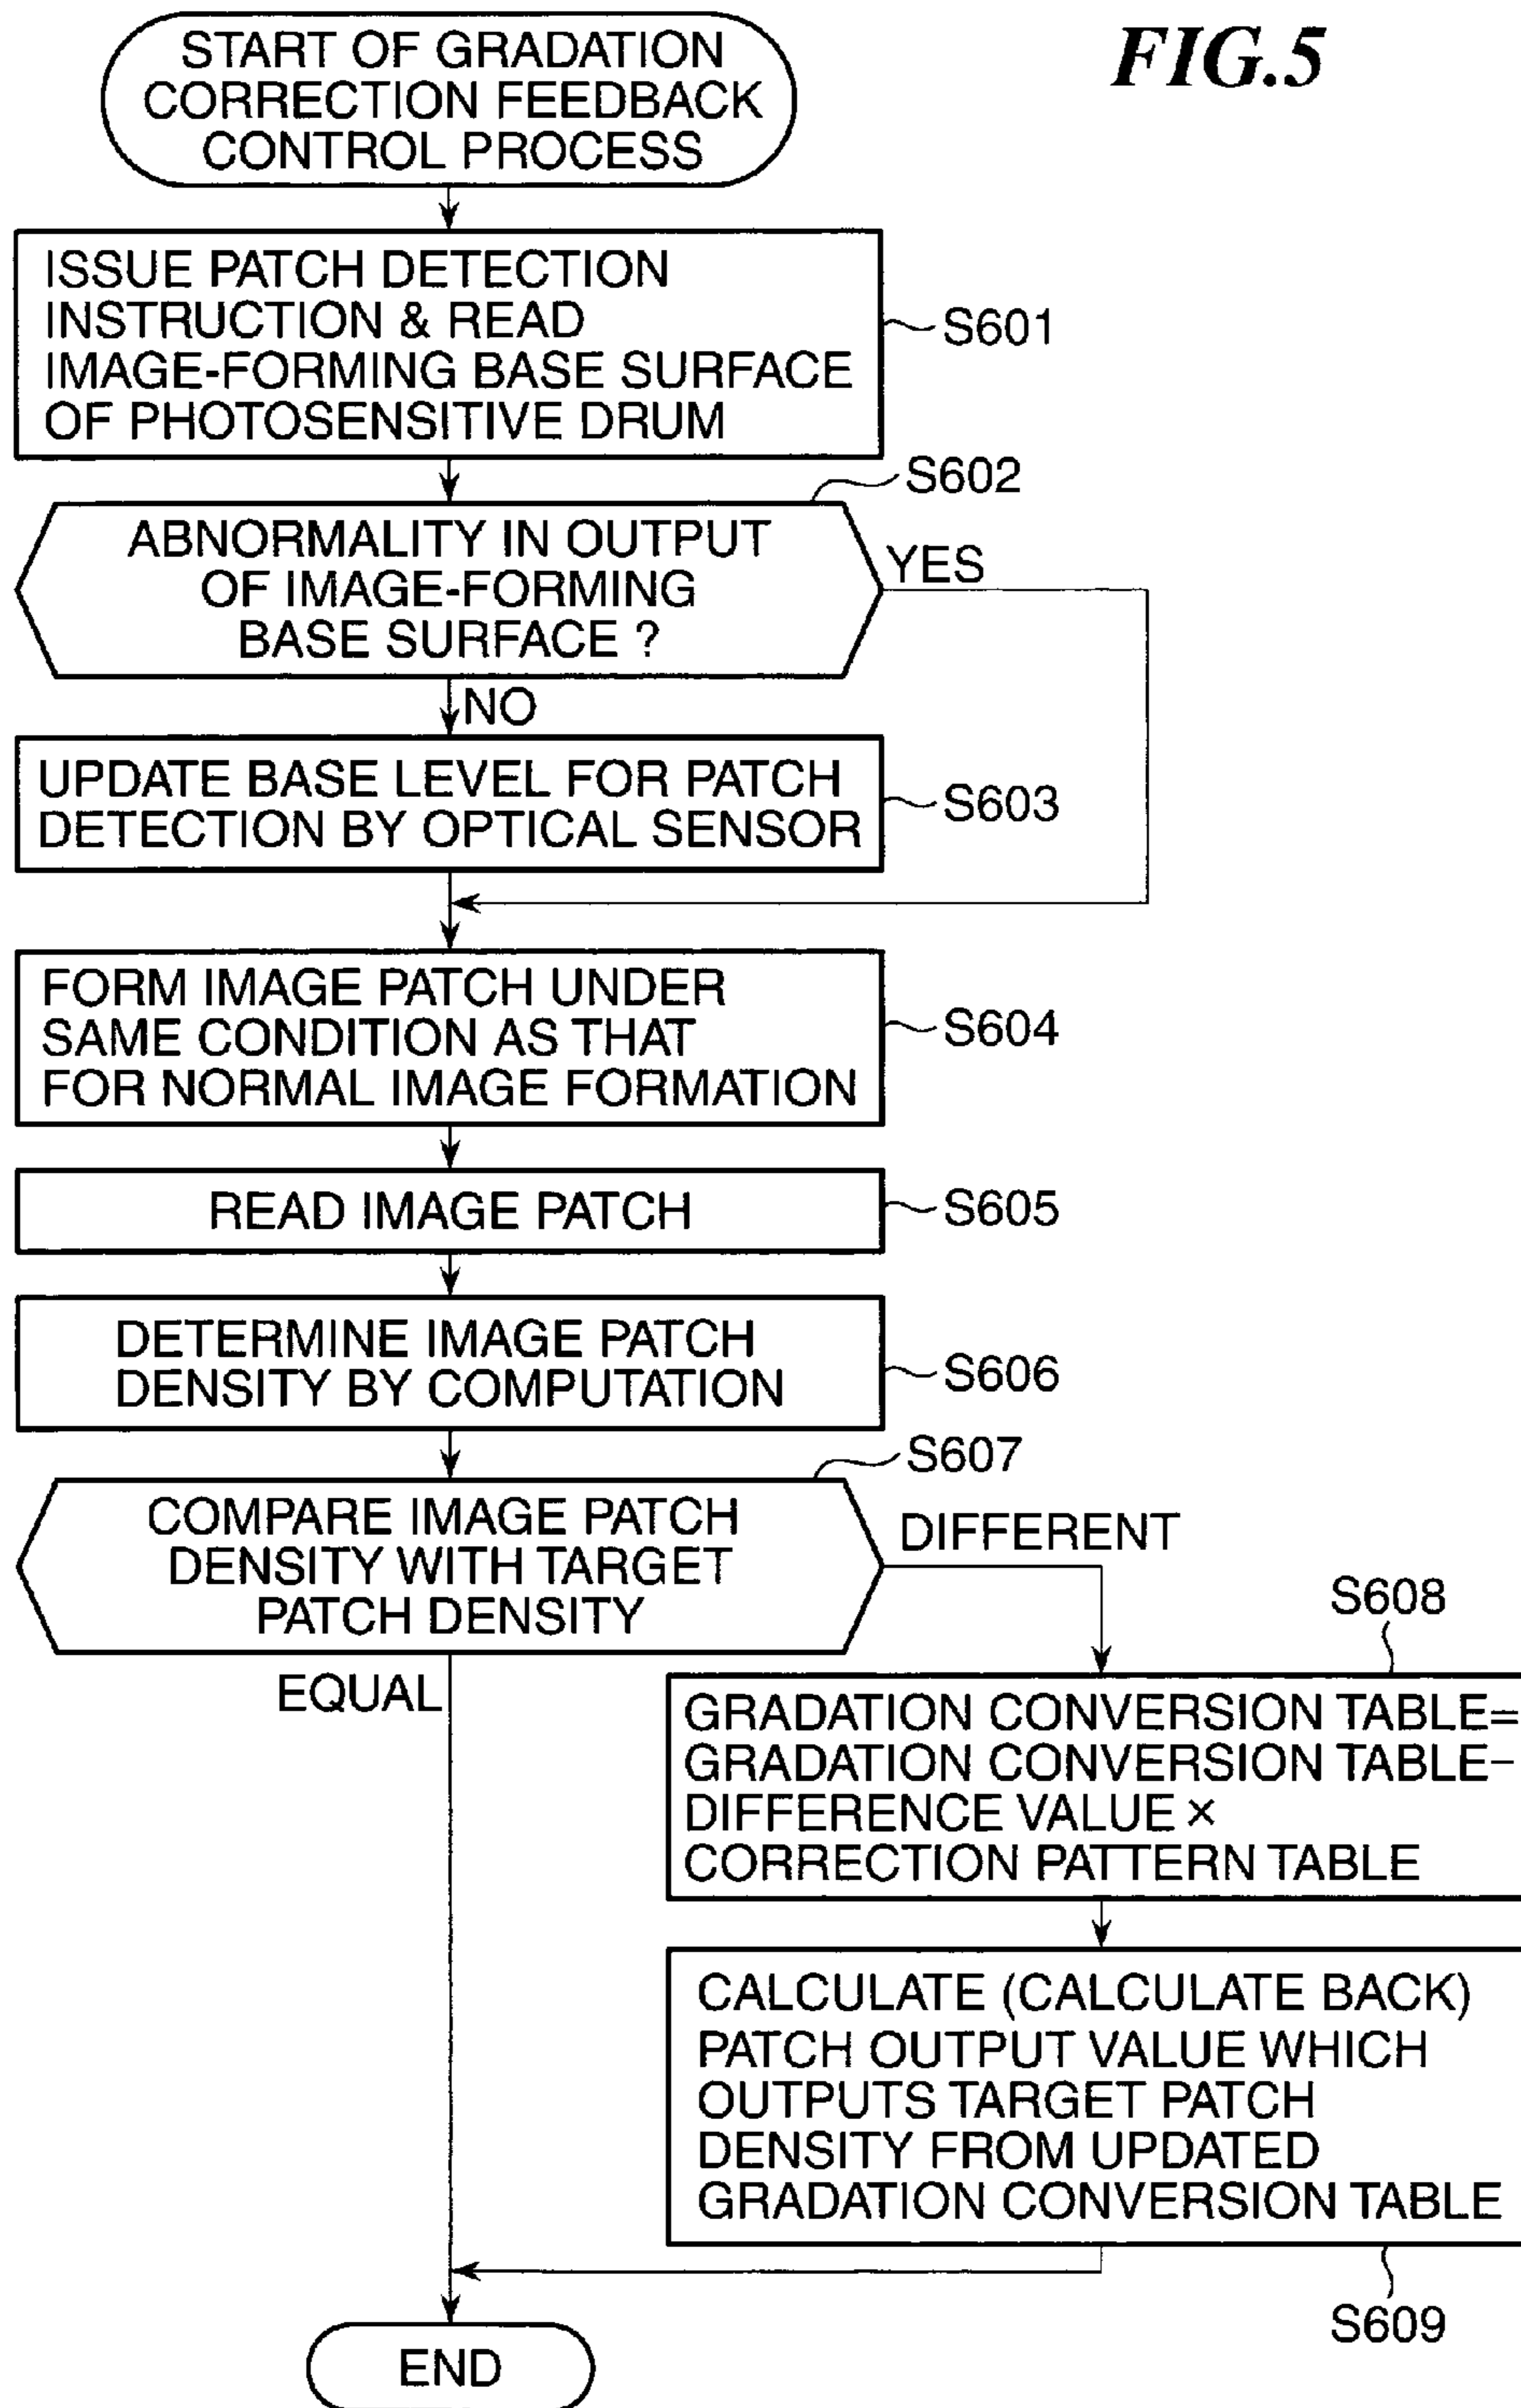 FIG.5
START OF GRADATION
CORRECTION FEEDBACK
CONTROL PROCESS
ISSUE PATCH DETECTION
INSTRUCTION & READ
IMAGE-FORMING BASE SURFACE
OF PHOTOSENSITIVE DRUM
S601
S602
ABNORMALITY IN OUTPUT
OF IMAGE-FORMING
BASE SURFACE ?
YES
NO
UPDATE BASE LEVEL FOR PATCH
DETECTION BY OPTICAL SENSOR
S603
FORM IMAGE PATCH UNDER
SAME CONDITION AS THAT
FOR NORMAL IMAGE FORMATION
S604
READ IMAGE PATCH
S605
DETERMINE IMAGE PATCH
DENSITY BY COMPUTATION
S606
S607
COMPARE IMAGE PATCH
DENSITY WITH TARGET
PATCH DENSITY
DIFFERENT
EQUAL
S608
GRADATION CONVERSION TABLE=
GRADATION CONVERSION TABLE−
DIFFERENCE VALUE ×
CORRECTION PATTERN TABLE
CALCULATE (CALCULATE BACK)
PATCH OUTPUT VALUE WHICH
OUTPUTS TARGET PATCH
DENSITY FROM UPDATED
GRADATION CONVERSION TABLE
S609
END